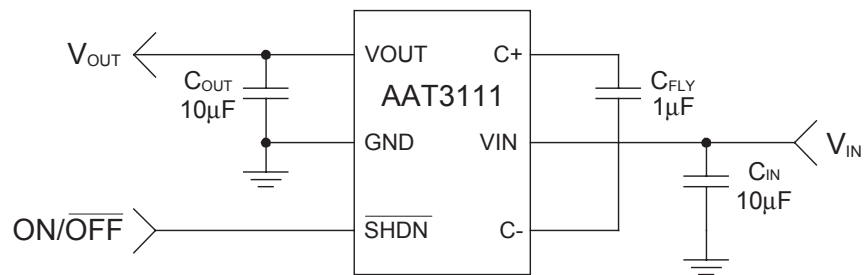 VOUT
COUT
10μF
ON/OFF
VOUT
C+
AAT3111
GND
VIN
SHDN
C-
CFLY
1μF
VIN
CIN
10μF